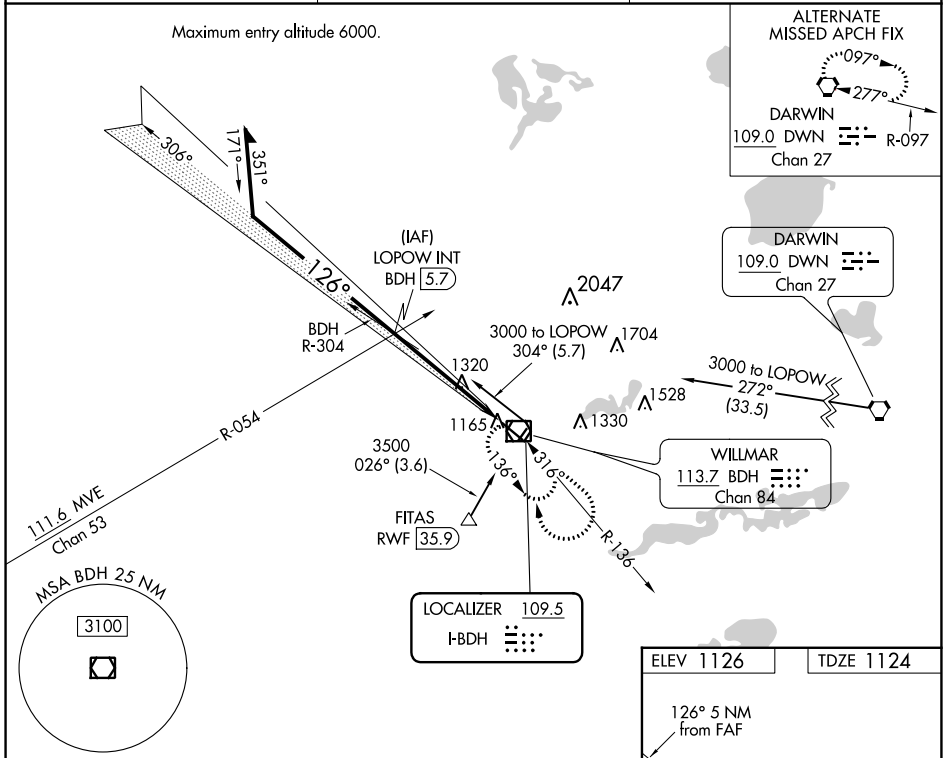 Maximum entry altitude 6000.
ALTERNATE
MISSED APCH FIX
097°
277°
DARWIN
109.0 DWN
Chan 27
R-097
306°
171°
351°
126°
(IAF)
LOPOW INT
BDH 5.7
BDH
R-304
2047
1704
3000 to LOPOW
304° (5.7)
1320
1165
1528
1330
DARWIN
109.0 DWN
Chan 27
3000 to LOPOW
272°
(33.5)
R-054
111.6 MVE
Chan 53
3500
026° (3.6)
FITAS
RWF 35.9
136°
316°
R-136
WILLMAR
113.7 BDH
Chan 84
LOCALIZER 109.5
I-BDH
MSA BDH 25 NM
3100
ELEV 1126
TDZE 1124
126° 5 NM
from FAF